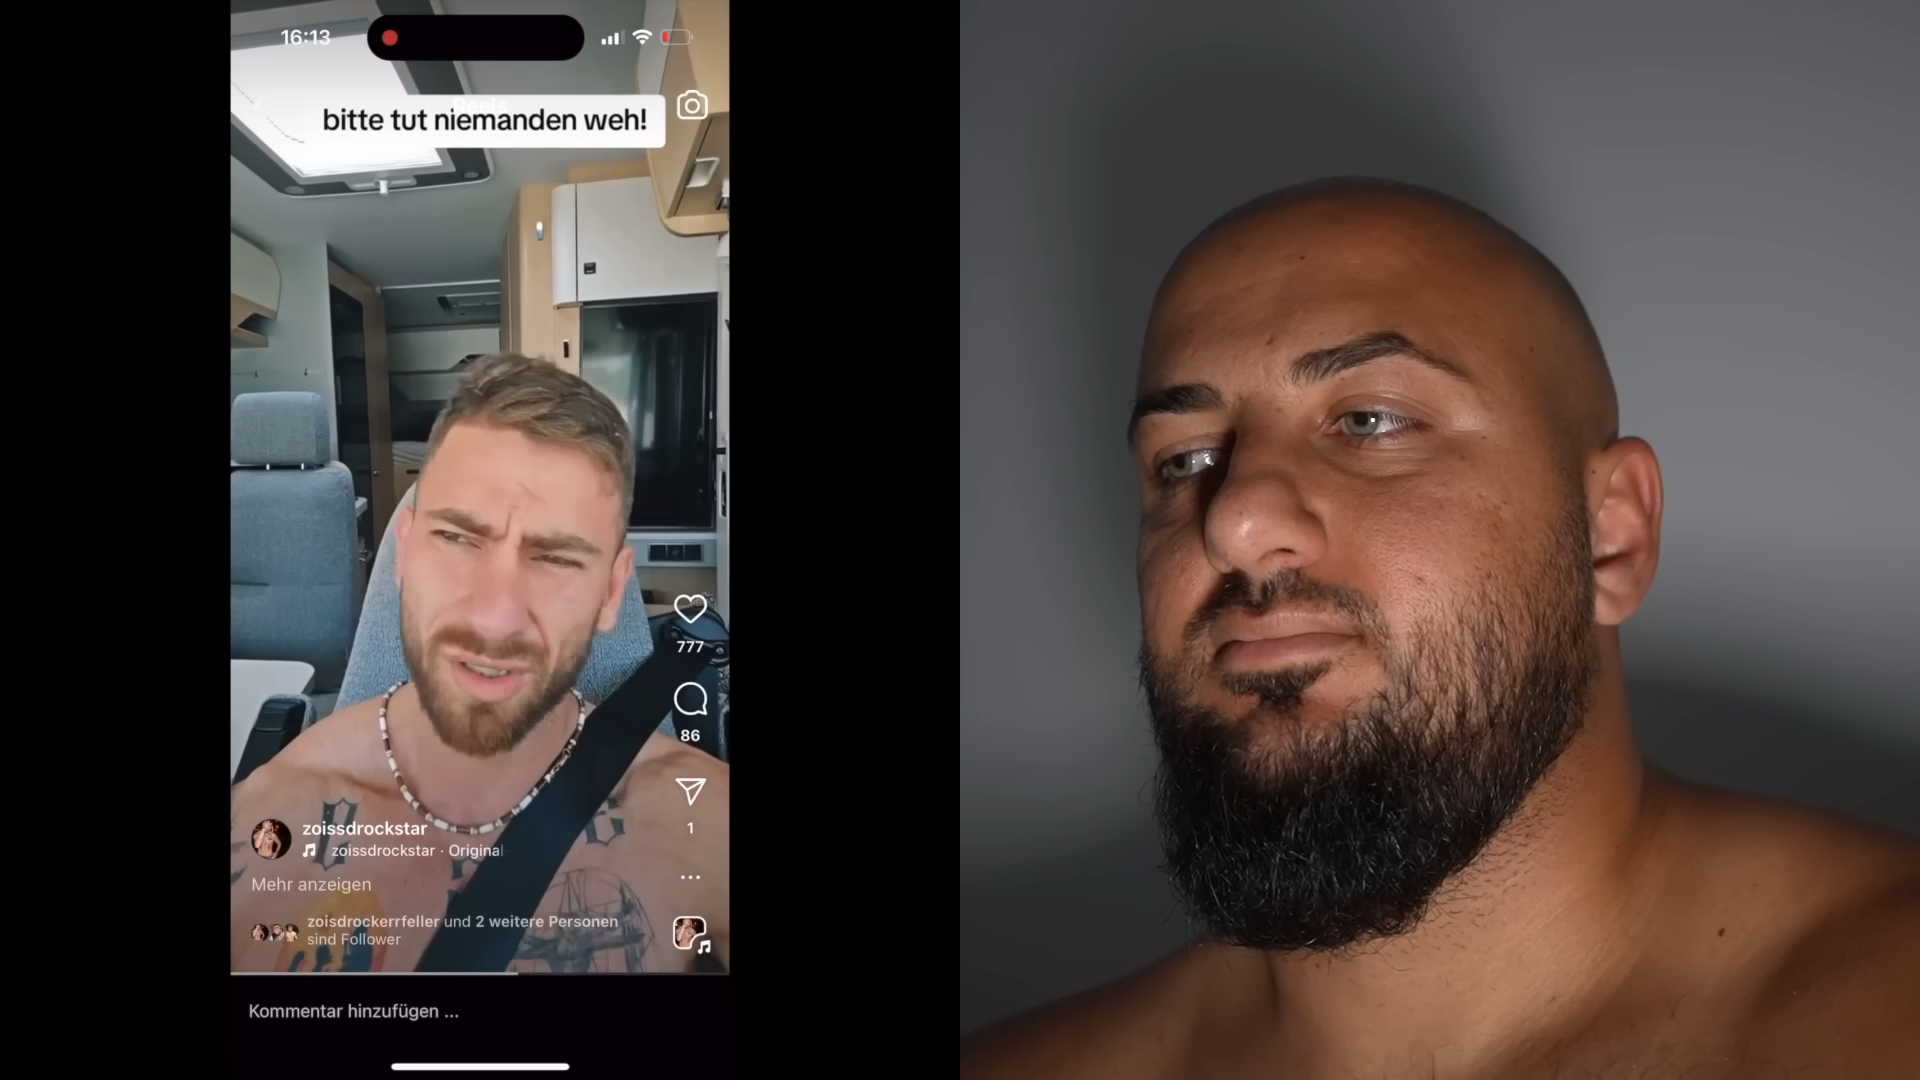 16:13
Reels
bitte tut niemanden weh!
777
86
1
zoissdrockstar
zoissdrockstar · Original
Mehr anzeigen
zoisdrockerrfeller und 2 weitere Personen
sind Follower
Kommentar hinzufügen ...